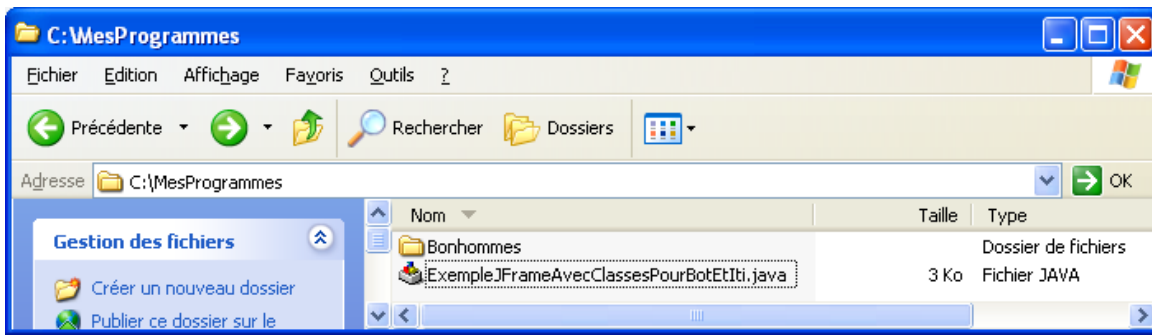 C:\MesProgrammes
Fichier Edition Affichage Favoris Outils ?
Précédente Rechercher Dossiers
Adresse C:\MesProgrammes OK
Nom Taille Type
Gestion des fichiers
Bonhommes Dossier de fichiers
ExempleJFrameAvecClassesPourBotEtIti.java 3 Ko Fichier JAVA
Créer un nouveau dossier
Publier ce dossier sur le